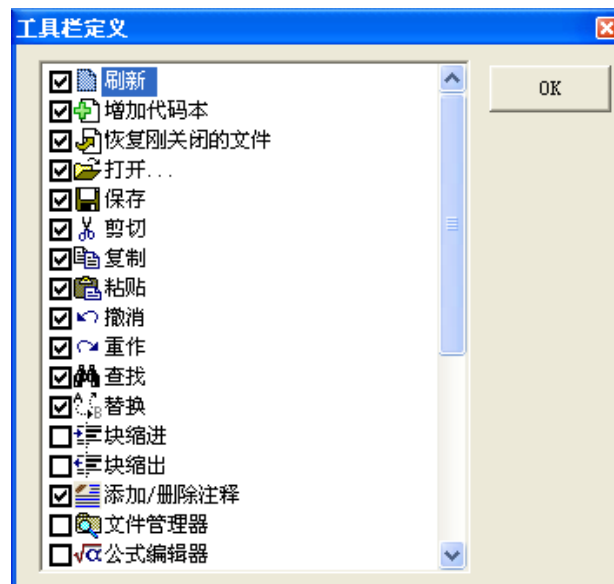 工具栏定义
刷新
OK
增加代码本
恢复刚关闭的文件
打开...
保存
剪切
复制
粘贴
撤消
重作
查找
替换
块缩进
块缩出
添加/删除注释
文件管理器
公式编辑器